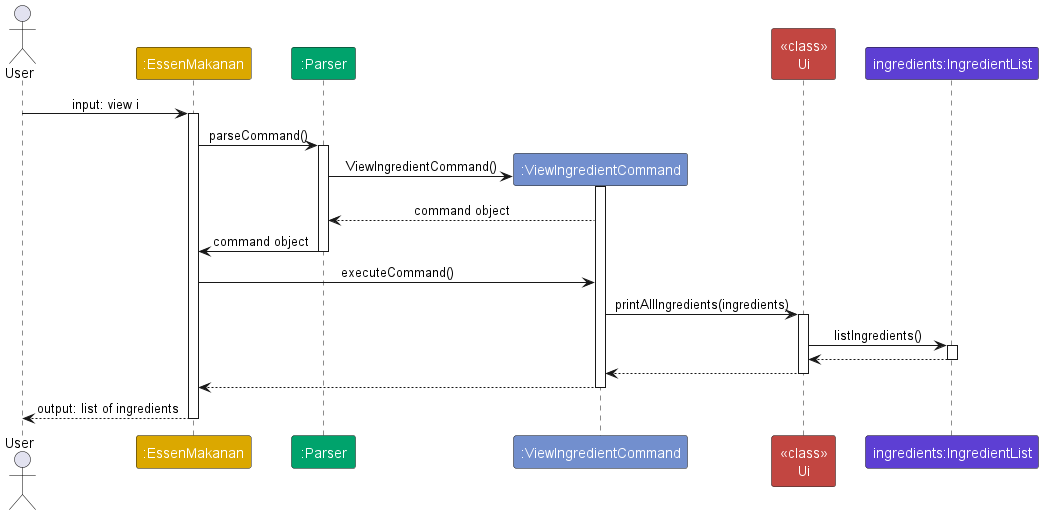 User
:EssenMakanan
:Parser
«class»
Ui
ingredients:IngredientList
input: view i
parseCommand()
ViewIngredientCommand()
:ViewIngredientCommand
command object
command object
executeCommand()
printAllIngredients(ingredients)
listIngredients()
output: list of ingredients
User
:EssenMakanan
:Parser
:ViewIngredientCommand
«class»
Ui
ingredients:IngredientList